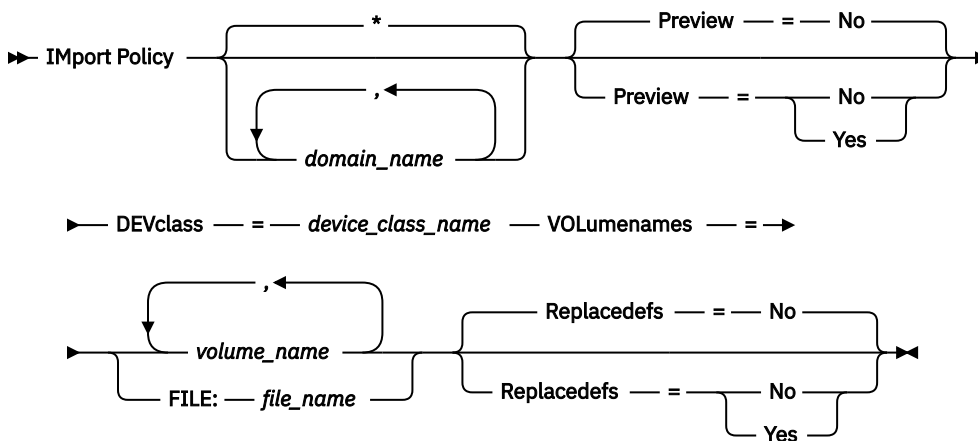 *
Preview = No
IMport Policy
,
domain_name
Preview = No
Yes
DEVclass = device_class_name VOLumenames =
,
volume_name
FILE: file_name
Replacedefs = No
Replacedefs = No
Yes